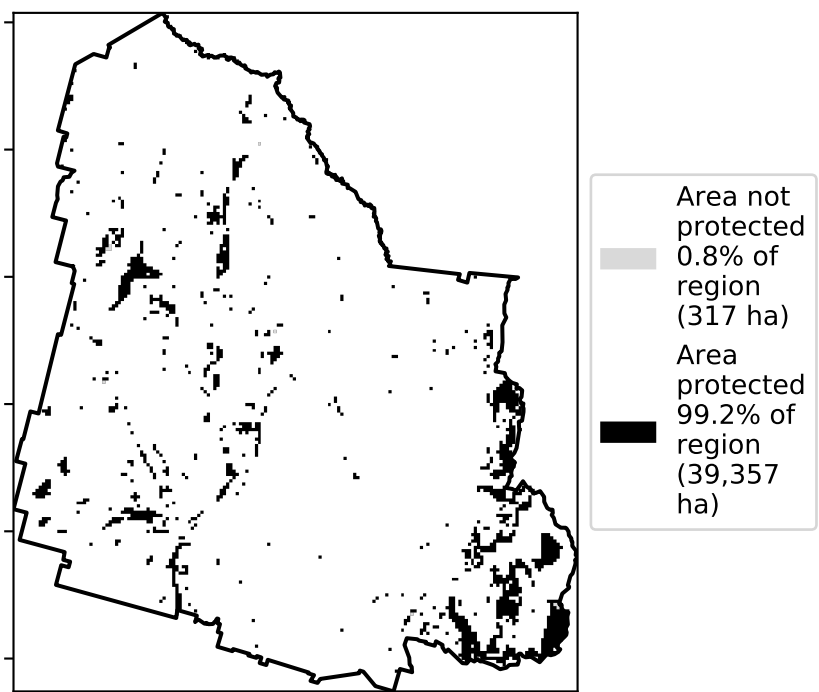 Area not
protected
0.8% of
region
(317 ha)
Area
protected
99.2% of
region
(39,357
ha)